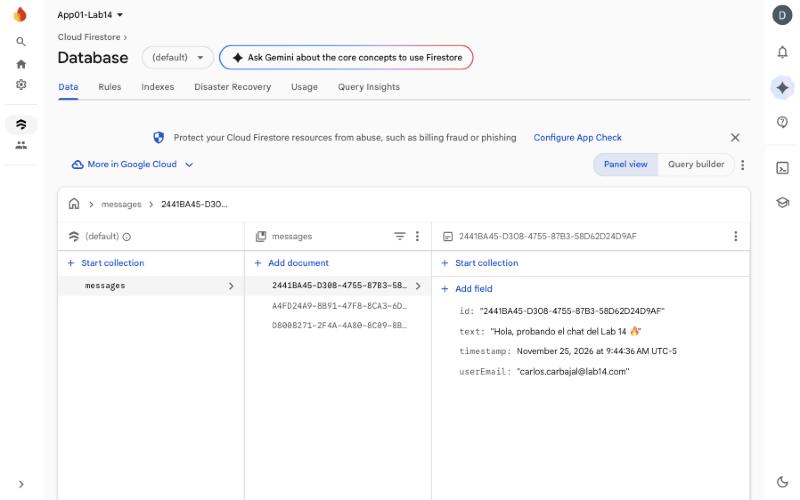 App01-Lab14
D
Cloud Firestore
Database
(default)
Ask Gemini about the core concepts to use Firestore
Data Rules Indexes Disaster Recovery Usage Query Insights
Protect your Cloud Firestore resources from abuse, such as billing fraud or phishing Configure App Check
More in Google Cloud
Panel view Query builder
messages 2441BA45-D30...
(default) messages 2441BA45-D308-4755-87B3-58D62D24D9AF
+ Start collection + Add document + Start collection
messages
2441BA45-D308-4755-87B3-58...
A4FD24A9-8B91-47F8-8CA3-6D...
D8008271-2F4A-4A80-8C09-8B...
+ Add field
id: "2441BA45-D308-4755-87B3-58D62D24D9AF"
text: "Hola, probando el chat del Lab 14 🔥"
timestamp: November 25, 2026 at 9:44:36 AM UTC-5
userEmail: "carlos.carbajal@lab14.com"